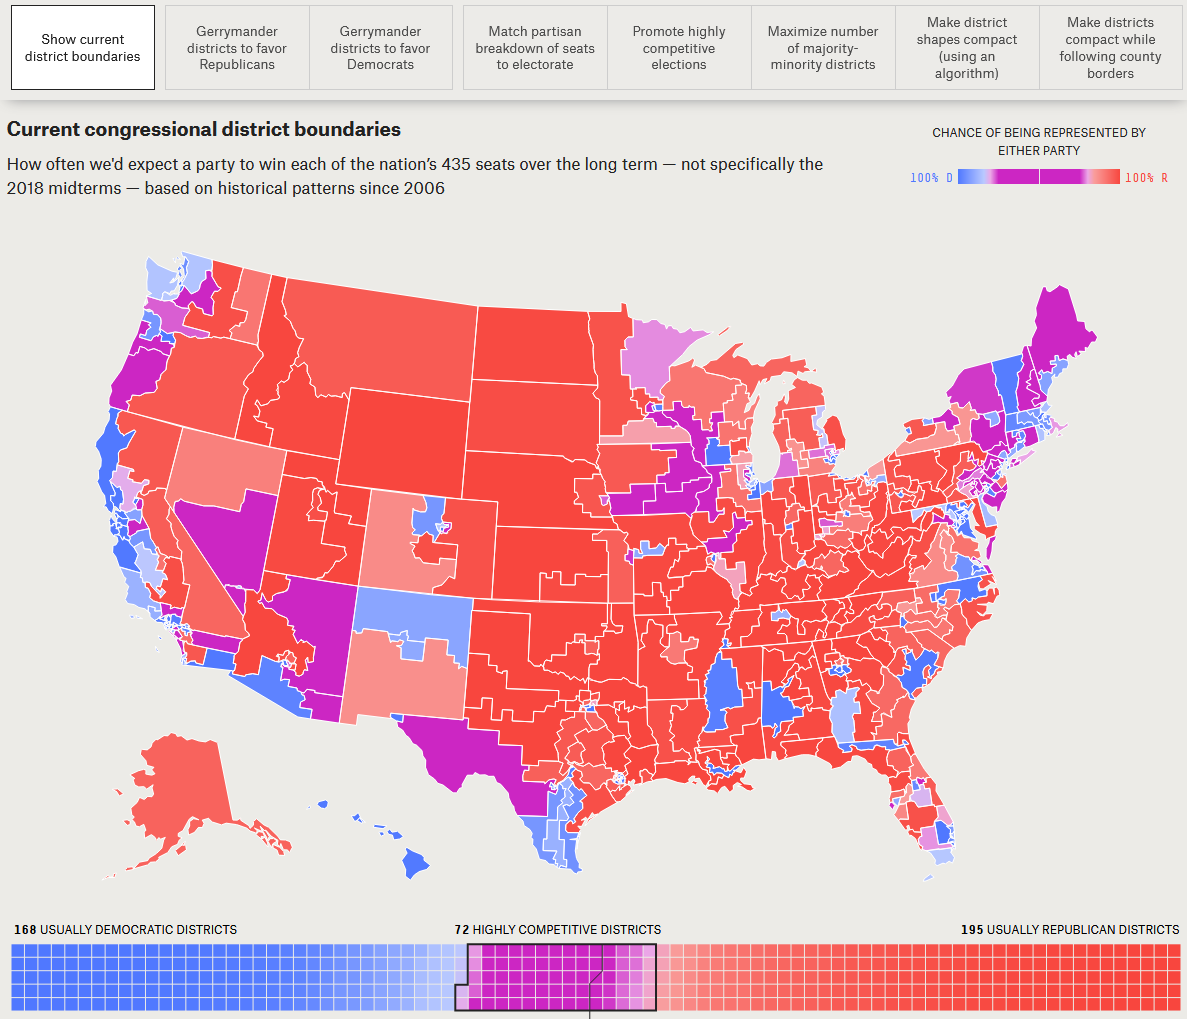 Show current
district boundaries
Gerrymander
districts to favor
Republicans
Gerrymander
districts to favor
Democrats
Match partisan
breakdown of seats
to electorate
Promote highly
competitive
elections
Maximize number
of majority-
minority districts
Make district
shapes compact
(using an
algorithm)
Make districts
compact while
following county
borders
Current congressional district boundaries
How often we'd expect a party to win each of the nation's 435 seats over the long term — not specifically the
2018 midterms — based on historical patterns since 2006
CHANCE OF BEING REPRESENTED BY
EITHER PARTY
100% D
100% R
168 USUALLY DEMOCRATIC DISTRICTS
72 HIGHLY COMPETITIVE DISTRICTS
195 USUALLY REPUBLICAN DISTRICTS